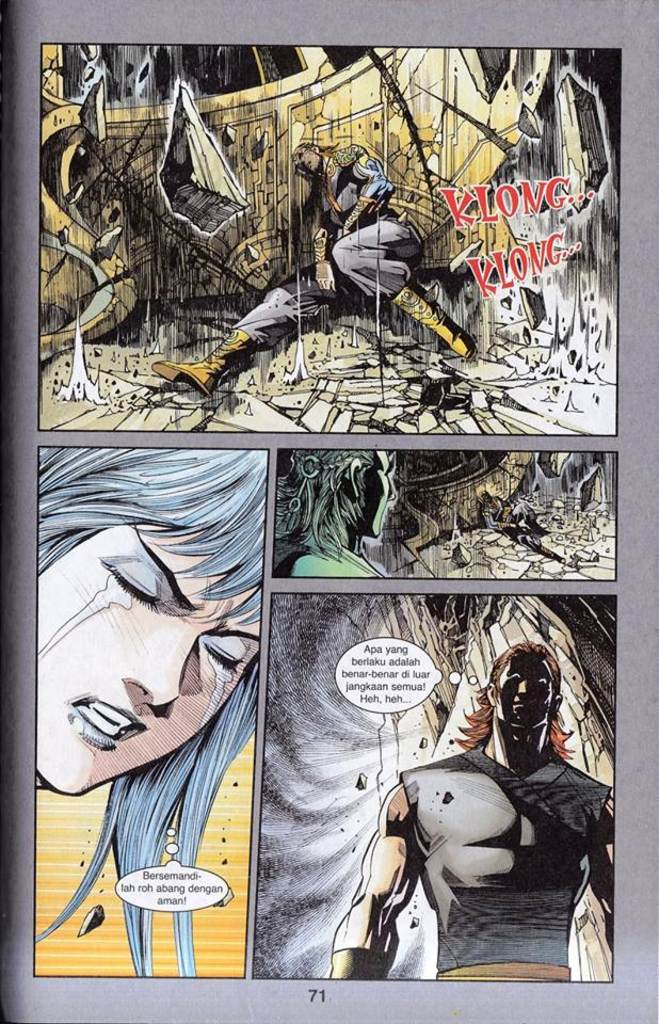 KLONG...
KLONG...
Apa yang
berlaku adalah
benar-benar di luar
jangkaan semua!
Heh, heh...
Bersemandi-
lah roh abang dengan
aman!
71